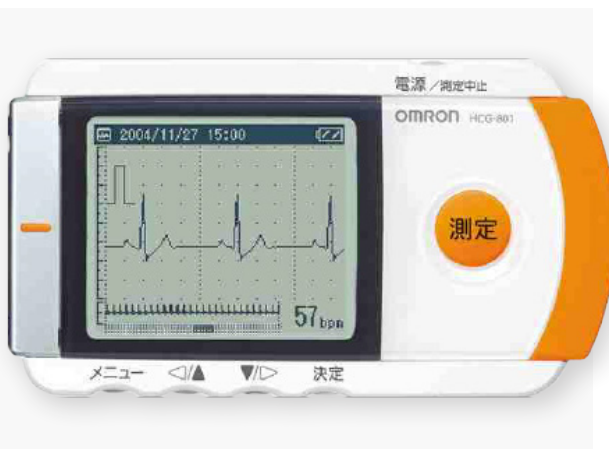 電源/測定中止
OMRON HCG-801
2004/11/27 15:00
測定
57bpm
メニュー ◁/▲ ▼/▷ 決定